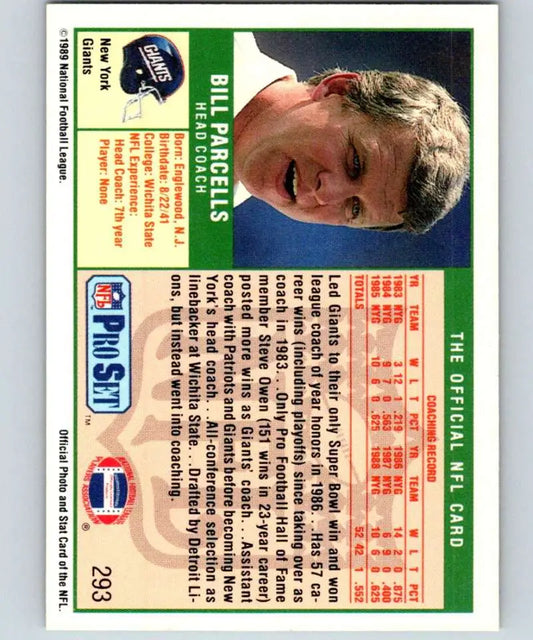 THE OFFICIAL NFL CARD
GIANTS
New York
Giants
BILL PARCELLS
HEAD COACH
Born: Englewood, N.J.
Birthdate: 8/22/41
College: Wichita State
NFL Experience:
Head Coach: 7th year
Player: None
COACHING RECORD
YR TEAM W L T PCT YR TEAM W L T PCT
1983 NYG 3 12 1 .219 1986 NYG 14 2 0 .875
1984 NYG 9 7 0 .563 1987 NYG 6 9 0 .400
1985 NYG 10 6 0 .625 1988 NYG 10 6 0 .625
TOTALS 52 42 1 .552
Led Giants to their only Super Bowl win and won
league coach of year honors in 1986...Has 57 ca-
reer wins (including playoffs) since taking over as
coach in 1983...Only Pro Football Hall of Fame
member Steve Owen (151 wins in 23-year career)
posted more wins as Giants' coach...Assistant
coach with Patriots and Giants before becoming New
York's head coach...All-conference selection as
linebacker at Wichita State...Drafted by Detroit Li-
ons, but instead went into coaching.
NFL PRO SET ™
®
293
©1989 National Football League.
Official Photo and Stat Card of the NFL.